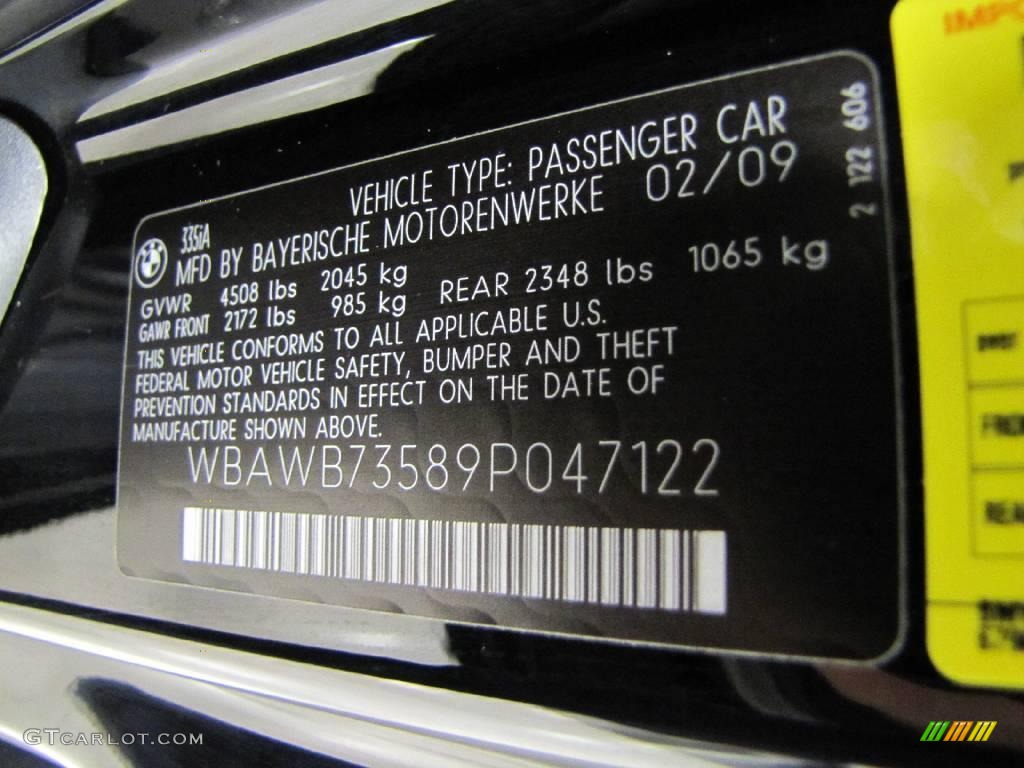 VEHICLE TYPE: PASSENGER CAR
335iA
MFD BY BAYERISCHE MOTORENWERKE 02/09
GVWR 4508 lbs 2045 kg
GAWR FRONT 2172 lbs 985 kg REAR 2348 lbs 1065 kg
THIS VEHICLE CONFORMS TO ALL APPLICABLE U.S.
FEDERAL MOTOR VEHICLE SAFETY, BUMPER AND THEFT
PREVENTION STANDARDS IN EFFECT ON THE DATE OF
MANUFACTURE SHOWN ABOVE.
WBAWB73589P047122
2 122 606
GTCARLOT.COM